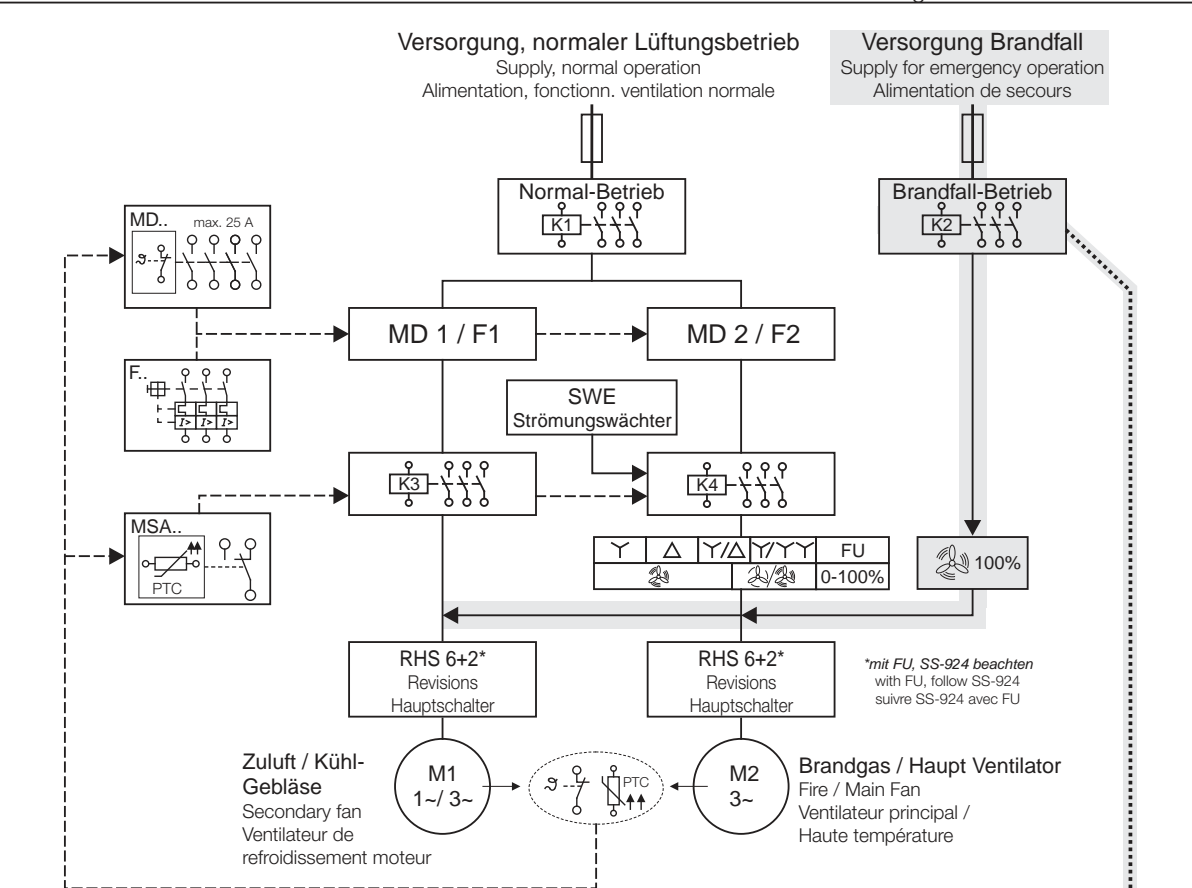 Versorgung, normaler Lüftungsbetrieb
Supply, normal operation
Alimentation, fonctionn. ventilation normale
Versorgung Brandfall
Supply for emergency operation
Alimentation de secours
Normal-Betrieb
K1
Brandfall-Betrieb
K2
MD.. max. 25 A
F..
I> I> I>
MD 1 / F1
MD 2 / F2
SWE
Strömungswächter
K3
K4
MSA..
PTC
FU
0-100%
100%
RHS 6+2*
Revisions
Hauptschalter
RHS 6+2*
Revisions
Hauptschalter
*mit FU, SS-924 beachten
with FU, follow SS-924
suivre SS-924 avec FU
Zuluft / Kühl-
Gebläse
Secondary fan
Ventilateur de
refroidissement moteur
M1
1~/ 3~
PTC
M2
3~
Brandgas / Haupt Ventilator
Fire / Main Fan
Ventilateur principal /
Haute température